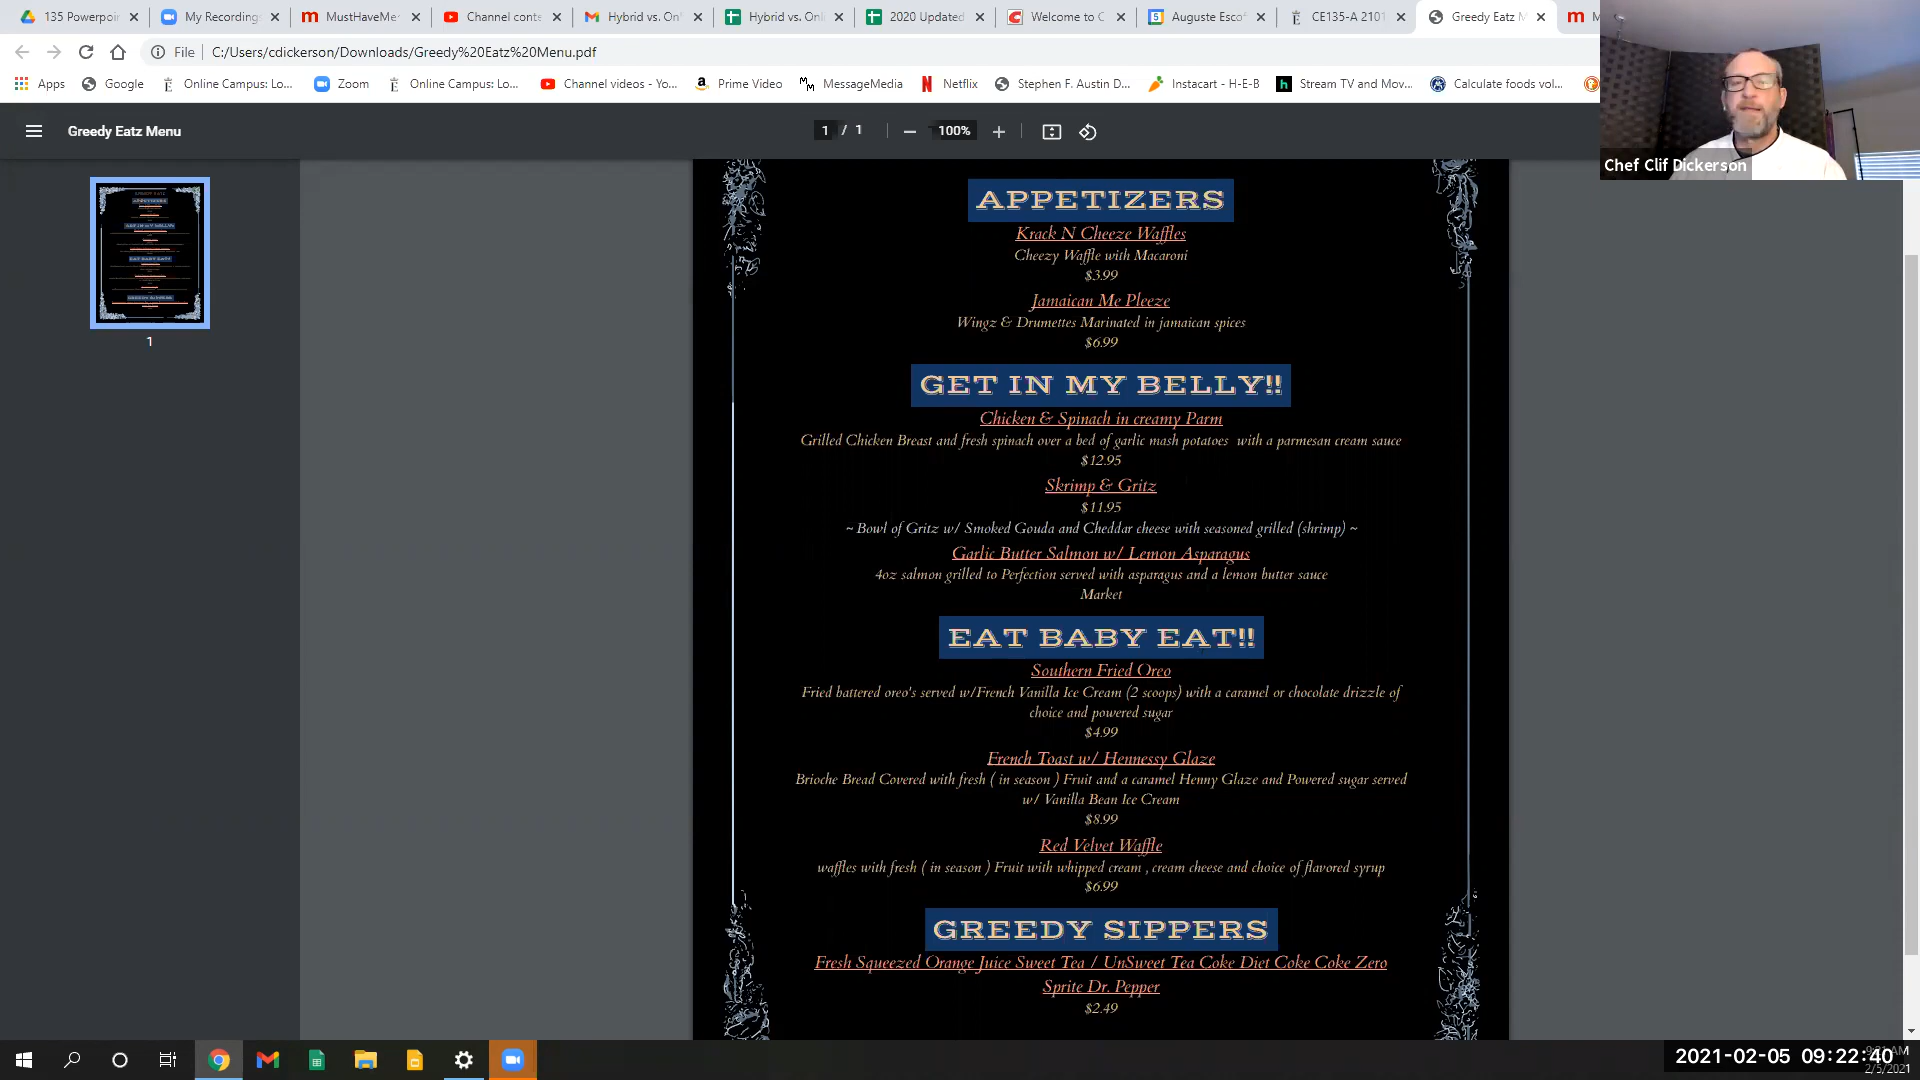 135 Powerpoi
My Recordings
MustHaveMe
Channel conte
Hybrid vs. On
Hybrid vs. Onli
2020 Updated
Welcome to C
Auguste Escof
CE135-A 2101
Greedy Eatz M
File
C:/Users/cdickerson/Downloads/Greedy%20Eatz%20Menu.pdf
Apps
Google
Online Campus: Lo...
Zoom
Online Campus: Lo...
Channel videos - Yo...
Prime Video
MessageMedia
Netflix
Stephen F. Austin D...
Instacart - H-E-B
Stream TV and Mov...
Calculate foods vol...
Chef Clif Dickerson
Greedy Eatz Menu
1 / 1
100%
1
APPETIZERS
Krack N Cheeze Waffles
Cheezy Waffle with Macaroni
$3.99
Jamaican Me Pleeze
Wingz & Drumettes Marinated in jamaican spices
$6.99
GET IN MY BELLY!!
Chicken & Spinach in creamy Parm
Grilled Chicken Breast and fresh spinach over a bed of garlic mash potatoes with a parmesan cream sauce
$12.95
Skrimp & Gritz
$11.95
~ Bowl of Gritz w/ Smoked Gouda and Cheddar cheese with seasoned grilled (shrimp) ~
Garlic Butter Salmon w/ Lemon Asparagus
4oz salmon grilled to Perfection served with asparagus and a lemon butter sauce
Market
EAT BABY EAT!!
Southern Fried Oreo
Fried battered oreo's served w/French Vanilla Ice Cream (2 scoops) with a caramel or chocolate drizzle of
choice and powered sugar
$4.99
French Toast w/ Hennessy Glaze
Brioche Bread Covered with fresh ( in season ) Fruit and a caramel Henny Glaze and Powered sugar served
w/ Vanilla Bean Ice Cream
$8.99
Red Velvet Waffle
waffles with fresh ( in season ) Fruit with whipped cream , cream cheese and choice of flavored syrup
$6.99
GREEDY SIPPERS
Fresh Squeezed Orange Juice Sweet Tea / UnSweet Tea Coke Diet Coke Coke Zero
Sprite Dr. Pepper
$2.49
2021-02-05 09:22:40
2/5/2021